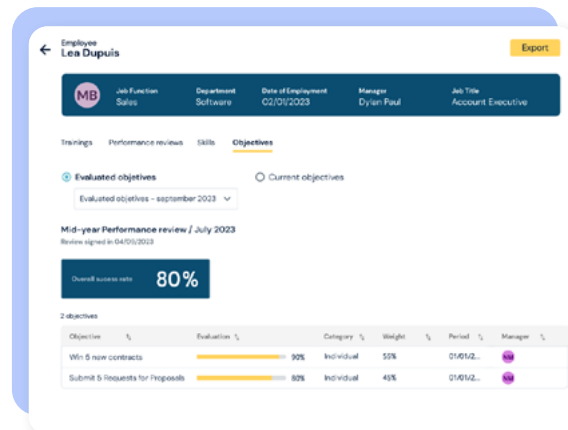 Employee
Lea Dupuis
Export
MB
Job Function
Sales
Department
Software
Date of Employment
02/01/2023
Manager
Dylan Paul
Job Title
Account Executive
Trainings Performance reviews Skills Objectives
Evaluated objetives
Current objectives
Evaluated objetives - september 2023
Mid-year Performance review / July 2023
Review signed in 04/09/2023
Overall sucess rate 80%
2 objectives
Objective Evaluation Category Weight Period Manager
Win 5 new contracts 90% Individual 55% 01/01/2...
Submit 5 Requests for Proposals 80% Individual 45% 01/01/2...